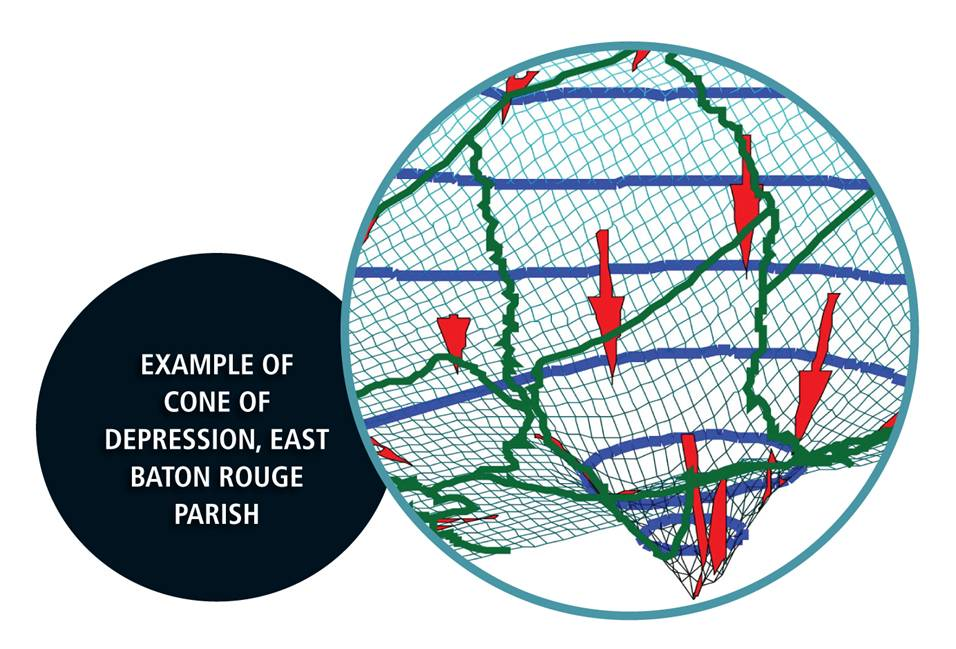 EXAMPLE OF
CONE OF
DEPRESSION, EAST
BATON ROUGE
PARISH